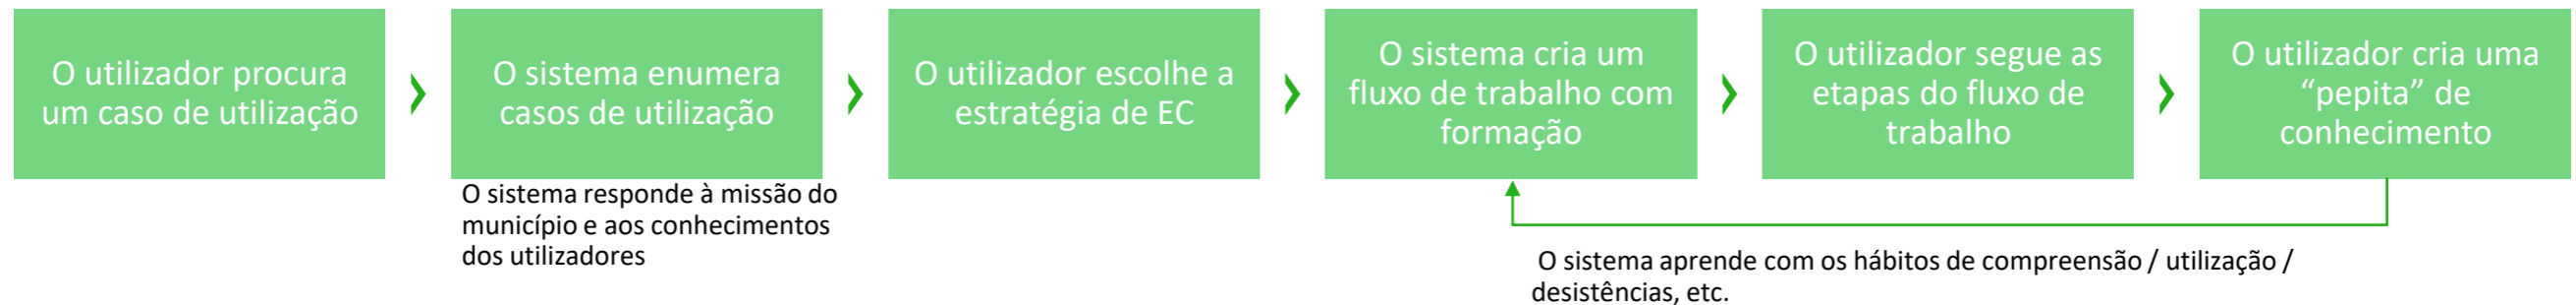 O utilizador procura
um caso de utilização
O sistema enumera
casos de utilização
O utilizador escolhe a
estratégia de EC
O sistema cria um
fluxo de trabalho com
formação
O utilizador segue as
etapas do fluxo de
trabalho
O utilizador cria uma
“pepita” de
conhecimento
O sistema responde à missão do
município e aos conhecimentos
dos utilizadores
O sistema aprende com os hábitos de compreensão / utilização /
desistências, etc.